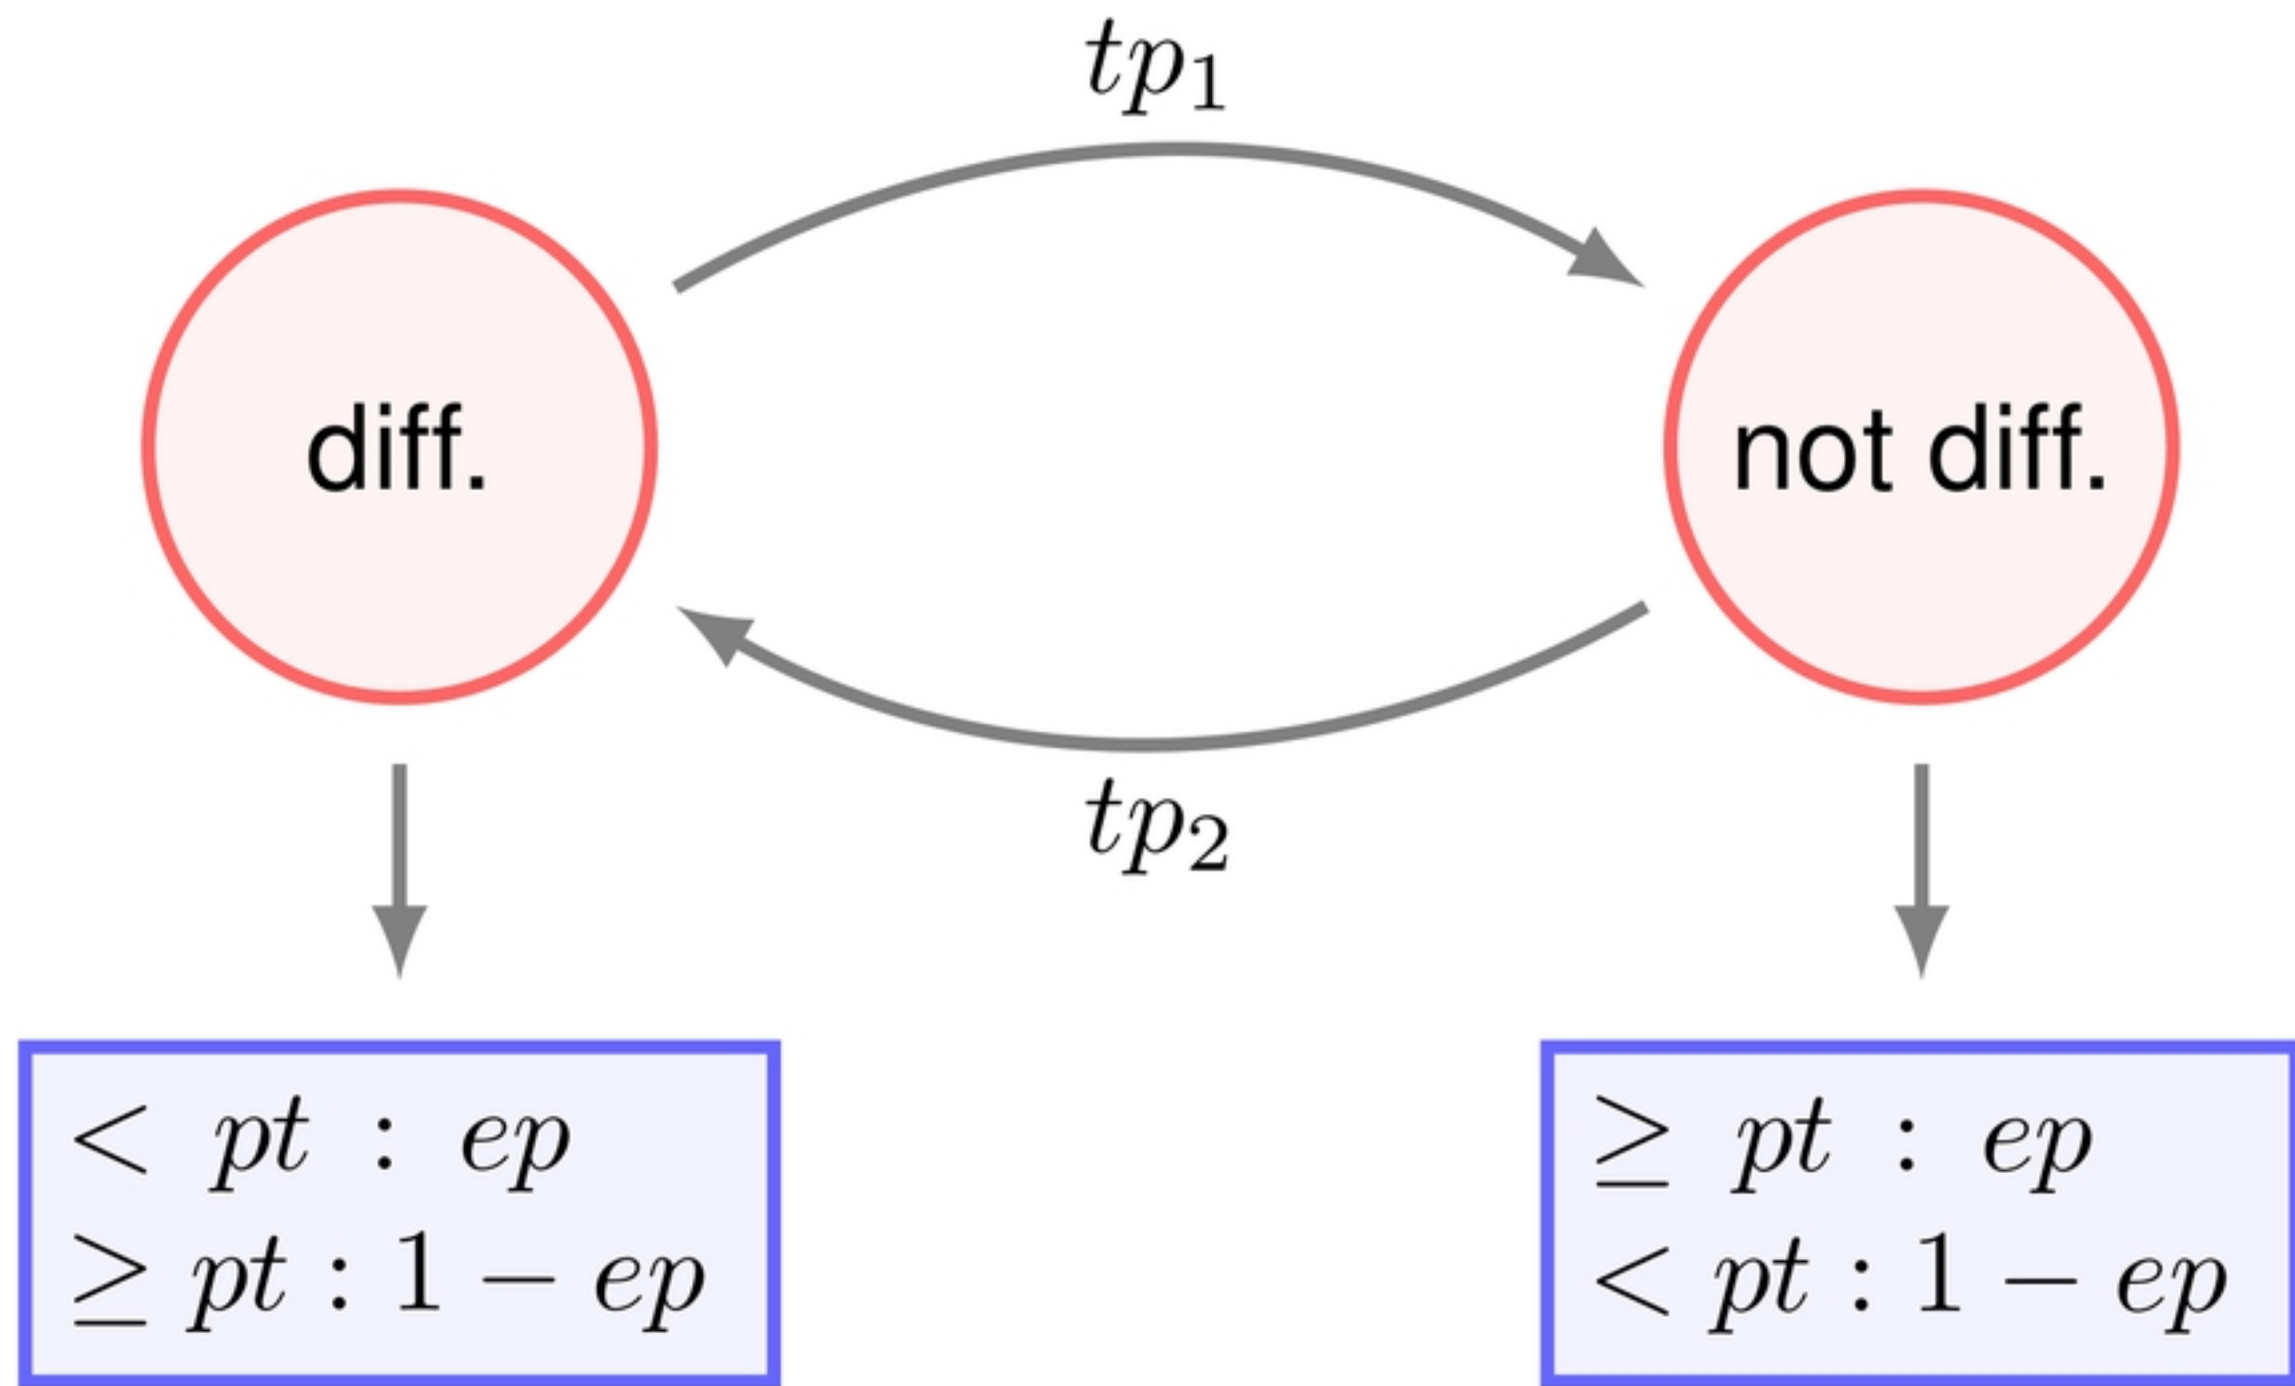 tp₁
diff.
not diff.
tp₂
< pt : ep
≥ pt : 1 − ep
≥ pt : ep
< pt : 1 − ep